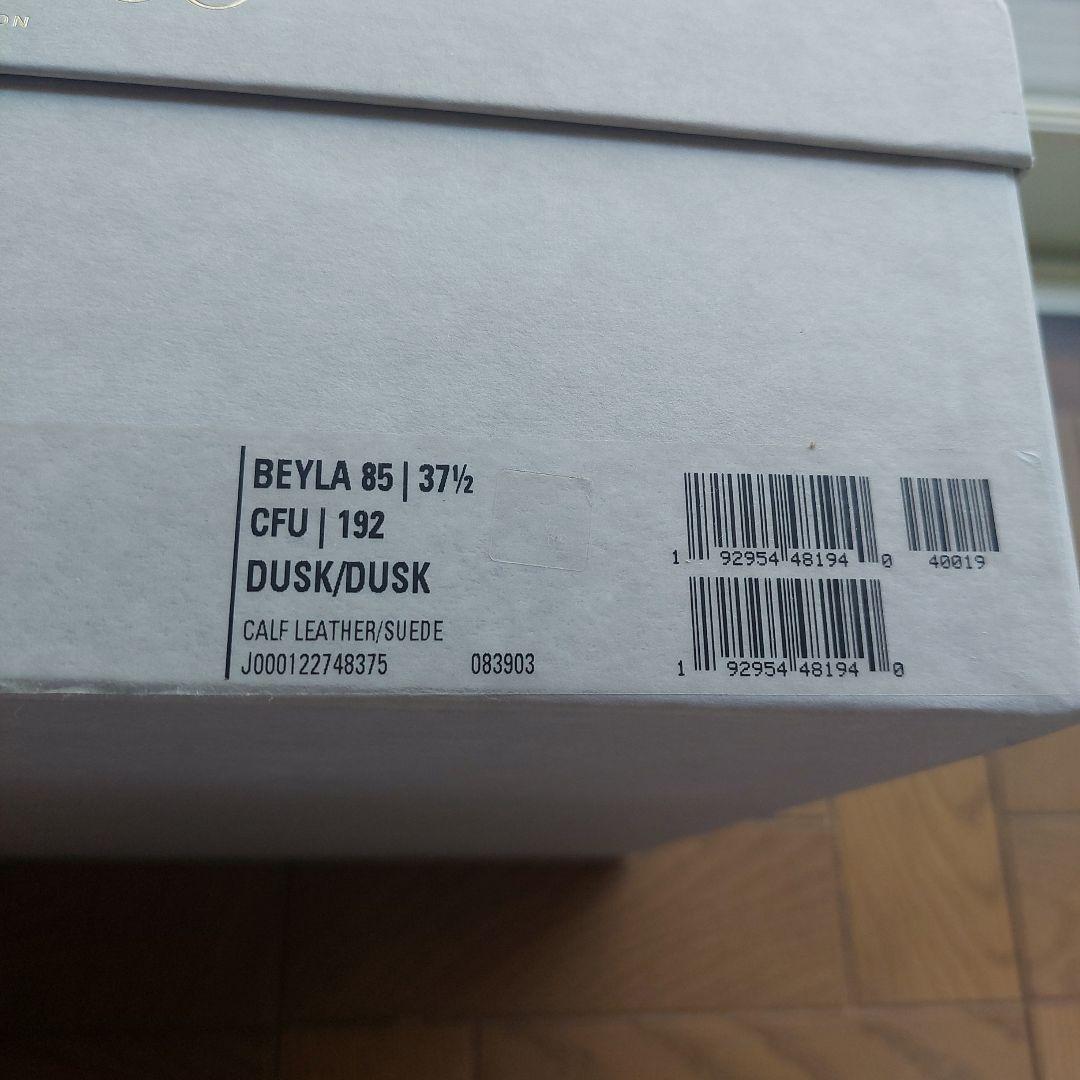 ON
BEYLA 85 | 37½
CFU | 192
DUSK/DUSK
CALF LEATHER/SUEDE
J000122748375 083903
1 92954 48194 0 40019
1 92954 48194 0